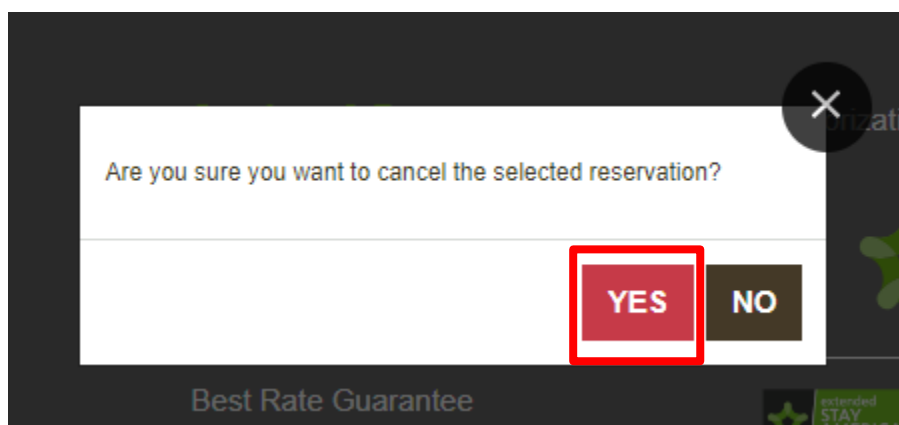 Are you sure you want to cancel the selected reservation?
YES
NO
Best Rate Guarantee
extended
STAY